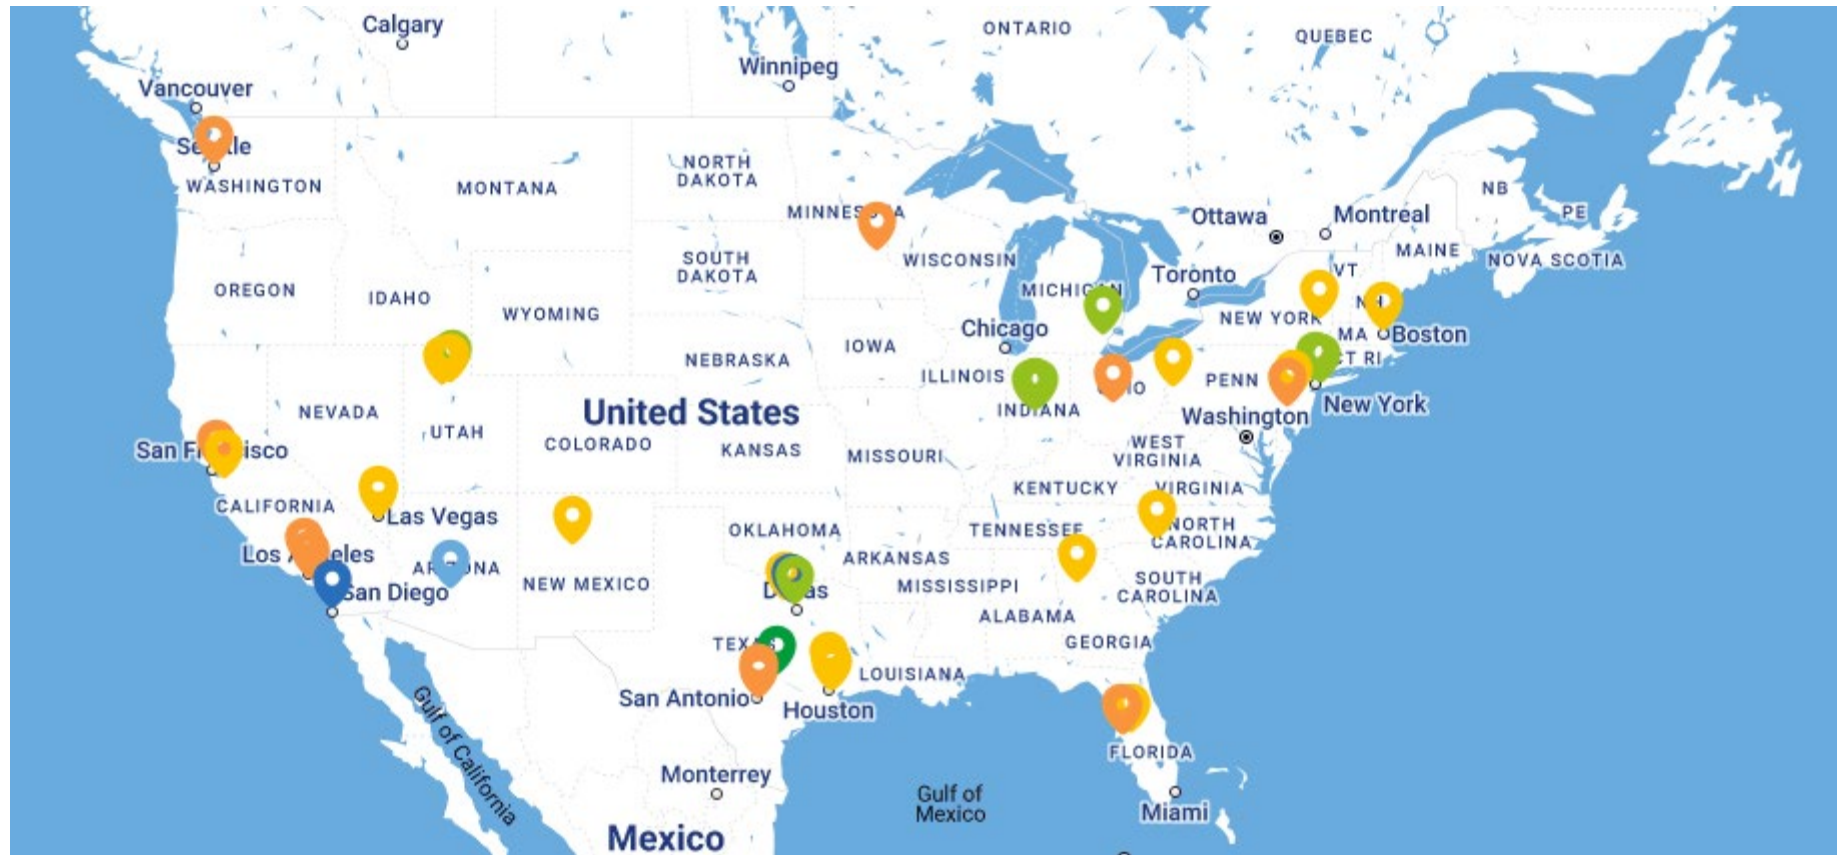 Calgary
ONTARIO
QUEBEC
Winnipeg
Vancouver
WASHINGTON
MONTANA
NORTH
DAKOTA
NB
PE
Ottawa
Montreal
MAINE
NOVA SCOTIA
VT
SOUTH
DAKOTA
WISCONSIN
Toronto
OREGON
IDAHO
WYOMING
NEW YORK
MA
Boston
Chicago
IOWA
NEBRASKA
ILLINOIS
CT RI
PENN
New York
NEVADA
United States
INDIANA
Washington
UTAH
COLORADO
KANSAS
MISSOURI
WEST
VIRGINIA
KENTUCKY
VIRGINIA
CALIFORNIA
Las Vegas
OKLAHOMA
TENNESSEE
NORTH
CAROLINA
ARKANSAS
NEW MEXICO
MISSISSIPPI
SOUTH
CAROLINA
San Diego
ALABAMA
GEORGIA
LOUISIANA
San Antonio
Houston
Gulf of California
FLORIDA
Monterrey
Gulf of
Mexico
Miami
Mexico